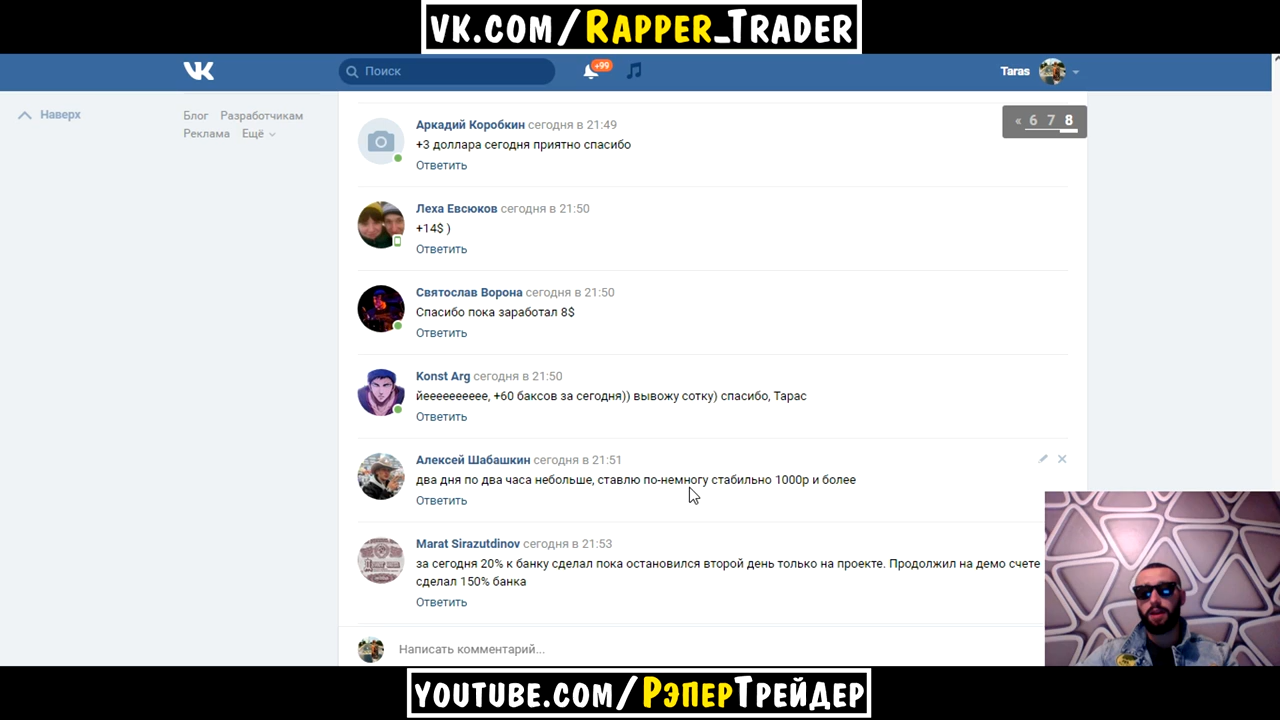 VK.COM/RAPPER_TRADER
Поиск
+99
Taras
Наверх
Блог Разработчикам
Реклама Ещё
« 6 7 8
Аркадий Коробкин сегодня в 21:49
+3 доллара сегодня приятно спасибо
Ответить
Леха Евсюков сегодня в 21:50
+14$ )
Ответить
Святослав Ворона сегодня в 21:50
Спасибо пока заработал 8$
Ответить
Konst Arg сегодня в 21:50
йеееееееее, +60 баксов за сегодня)) вывожу сотку) спасибо, Тарас
Ответить
Алексей Шабашкин сегодня в 21:51
два дня по два часа небольше, ставлю по-немногу стабильно 1000р и более
Ответить
Marat Sirazutdinov сегодня в 21:53
за сегодня 20% к банку сделал пока остановился второй день только на проекте. Продолжил на демо счете
сделал 150% банка
Ответить
Написать комментарий...
YOUTUBE.COM/РЭПЕРТРЕЙДЕР